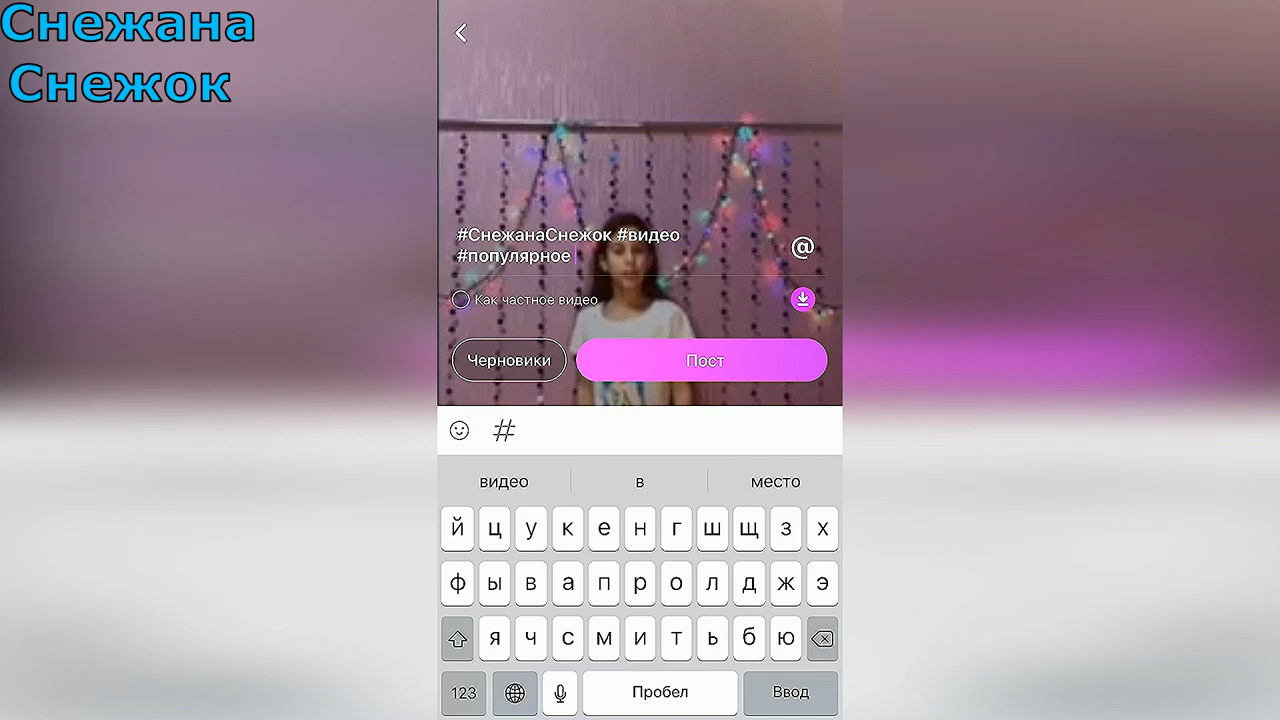 Снежана
Снежок
#СнежанаСнежок #видео
#популярное
@
Как частное видео
Черновики
Пост
#
видео в место
й ц у к е н г ш щ з х
ф ы в а п р о л д ж э
я ч с м и т ь б ю
123 Пробел Ввод